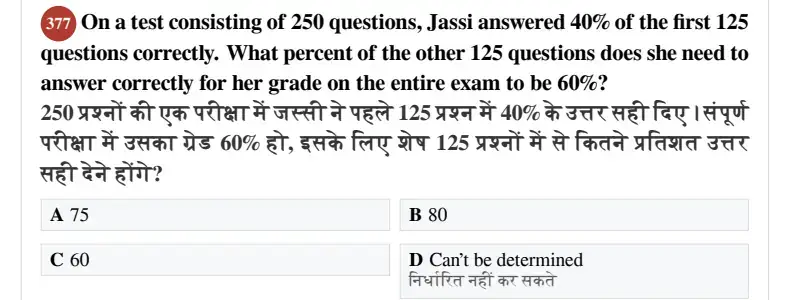 377 On a test consisting of 250 questions, Jassi answered 40% of the first 125
questions correctly. What percent of the other 125 questions does she need to
answer correctly for her grade on the entire exam to be 60%?
250 प्रश्नों की एक परीक्षा में जस्सी ने पहले 125 प्रश्न में 40% के उत्तर सही दिए। संपूर्ण
परीक्षा में उसका ग्रेड 60% हो, इसके लिए शेष 125 प्रश्नों में से कितने प्रतिशत उत्तर
सही देने होंगे?
A 75
B 80
C 60
D Can't be determined
निर्धारित नहीं कर सकते